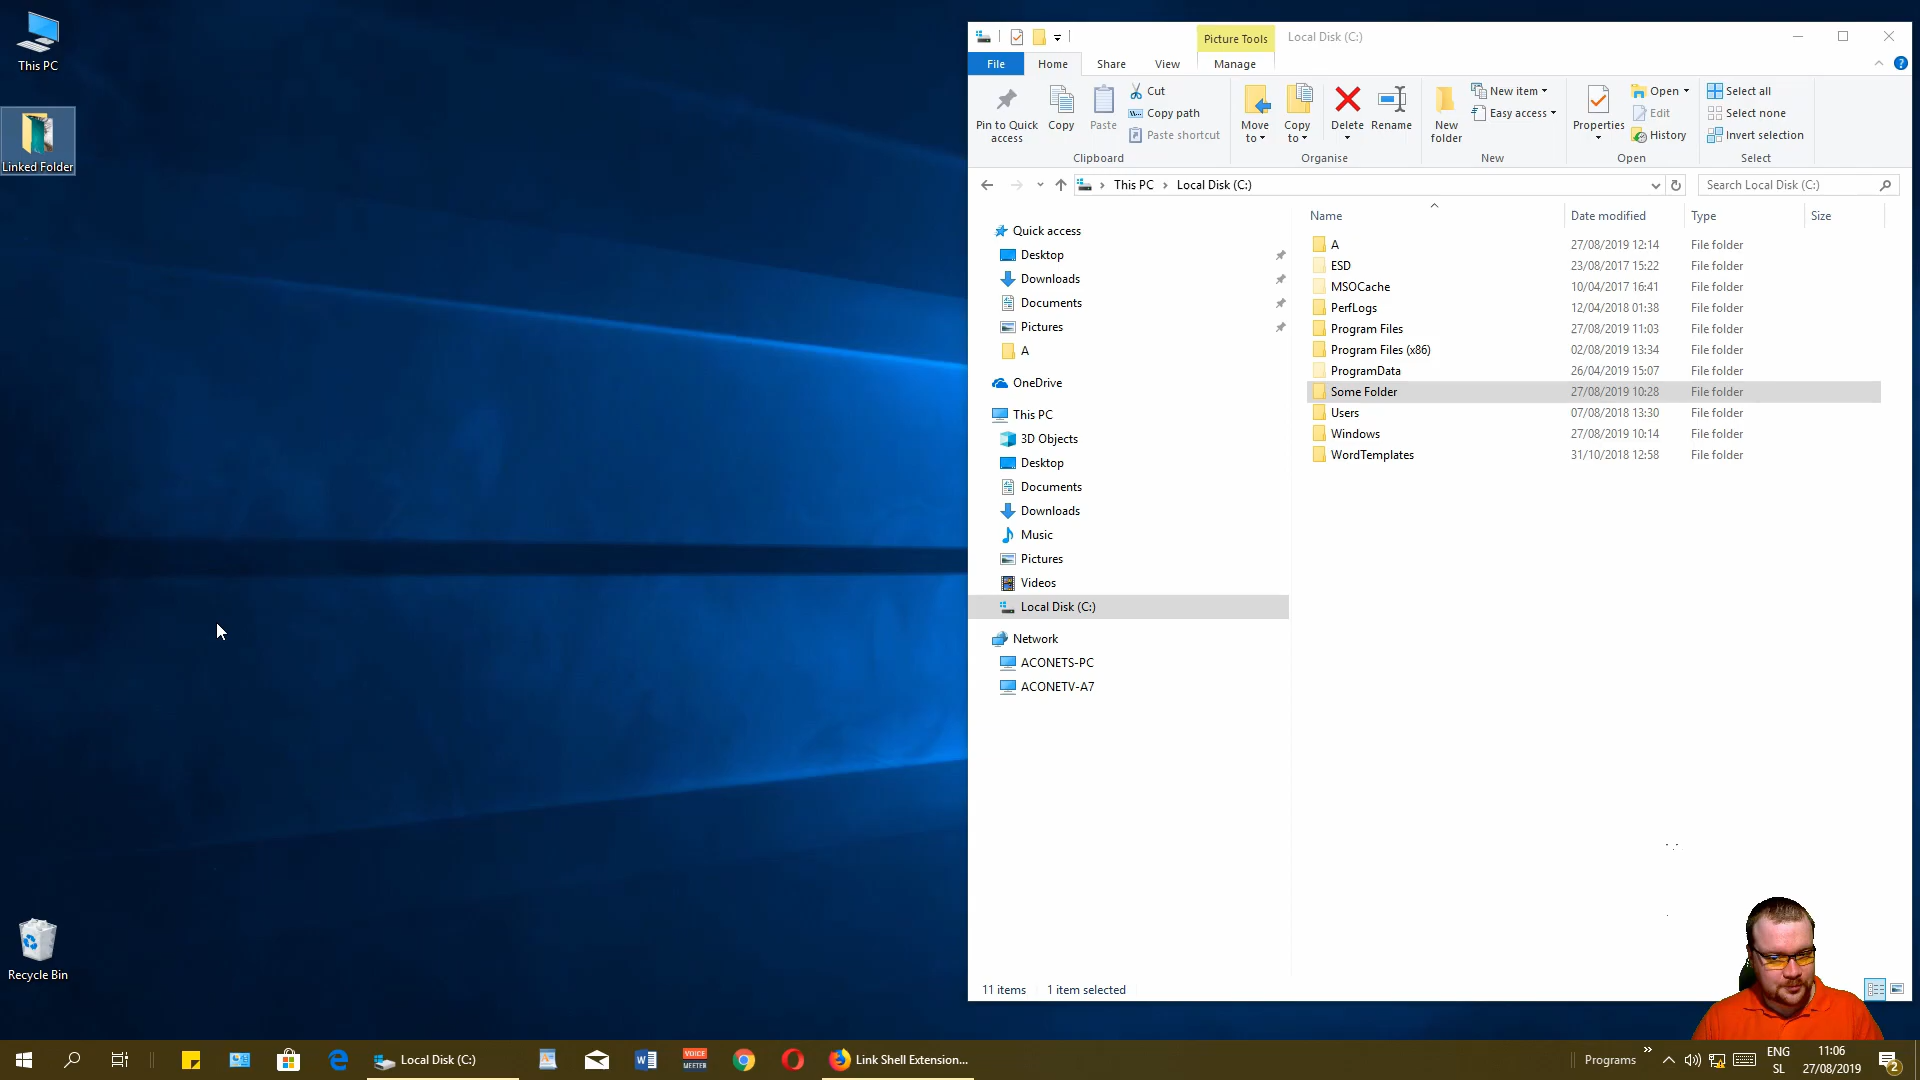 This PC
Linked Folder
Recycle Bin
Picture Tools
Local Disk (C:)
File
Home
Share
View
Manage
Pin to Quick access
Copy
Paste
Cut
Copy path
Paste shortcut
Clipboard
Move to
Copy to
Delete
Rename
Organise
New folder
New item
Easy access
New
Properties
Open
Edit
History
Open
Select all
Select none
Invert selection
Select
This PC
Local Disk (C:)
Search Local Disk (C:)
Quick access
Desktop
Downloads
Documents
Pictures
A
OneDrive
This PC
3D Objects
Desktop
Documents
Downloads
Music
Pictures
Videos
Local Disk (C:)
Network
ACONETS-PC
ACONETV-A7
Name Date modified Type Size
A 27/08/2019 12:14 File folder
ESD 23/08/2017 15:22 File folder
MSOCache 10/04/2017 16:41 File folder
PerfLogs 12/04/2018 01:38 File folder
Program Files 27/08/2019 11:03 File folder
Program Files (x86) 02/08/2019 13:34 File folder
ProgramData 26/04/2019 15:07 File folder
Some Folder 27/08/2019 10:28 File folder
Users 07/08/2018 13:30 File folder
Windows 27/08/2019 10:14 File folder
WordTemplates 31/10/2018 12:58 File folder
11 items 1 item selected
Local Disk (C:)
VOICE
MEETER
Link Shell Extension...
Programs
ENG
SL
11:06
27/08/2019
2